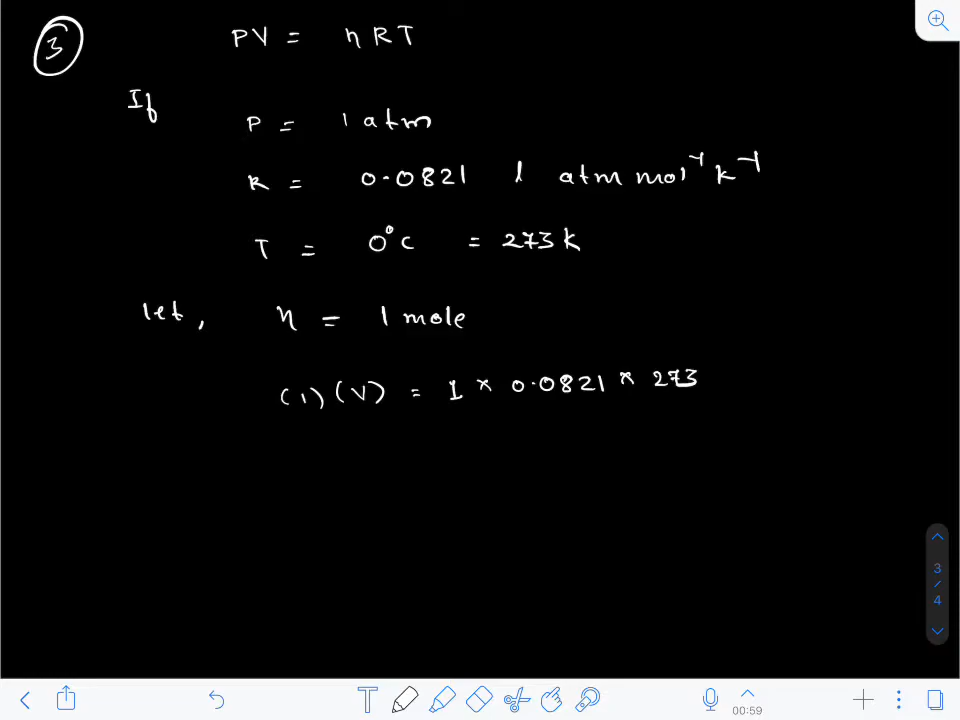 3
PV = nRT
If
P = 1 atm
R = 0.0821 l atm mol⁻¹ k⁻¹
T = 0°C = 273 k
let, n = 1 mole
(1) (V) = 1 × 0.0821 × 273
3
/
4
T
00:59